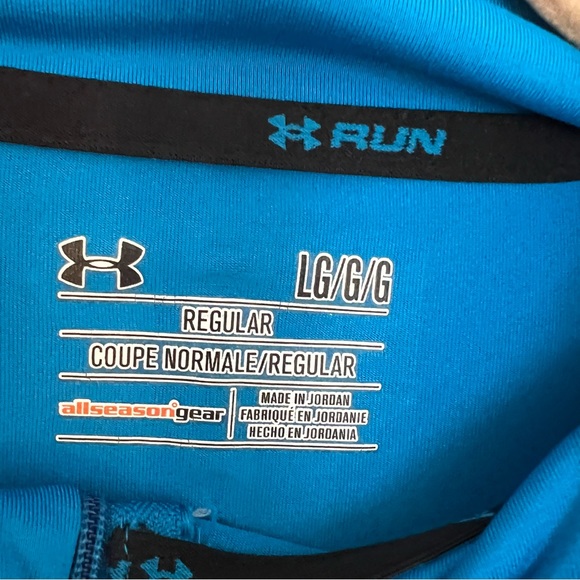 RUN
LG/G/G
REGULAR
COUPE NORMALE/REGULAR
allseasongear
MADE IN JORDAN
FABRIQUÉ EN JORDANIE
HECHO EN JORDANIA